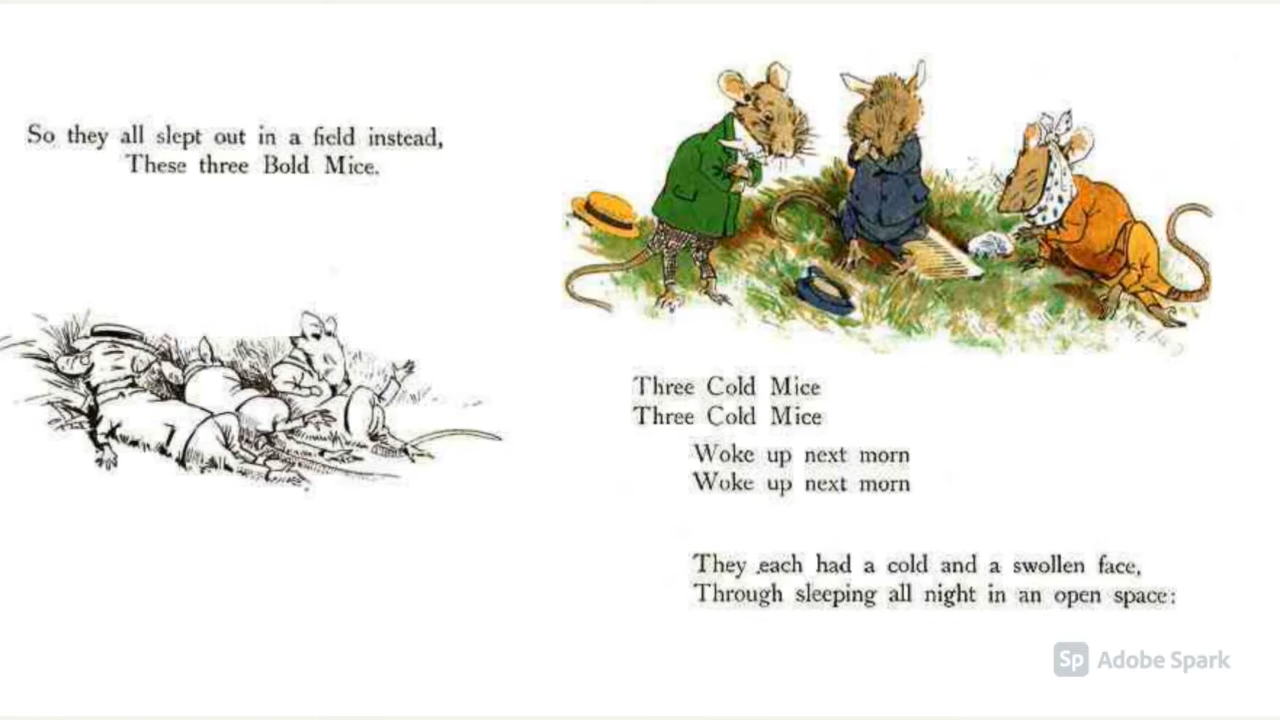 So they all slept out in a field instead,
These three Bold Mice.
Three Cold Mice
Three Cold Mice
Woke up next morn
Woke up next morn
They each had a cold and a swollen face,
Through sleeping all night in an open space:
Sp Adobe Spark